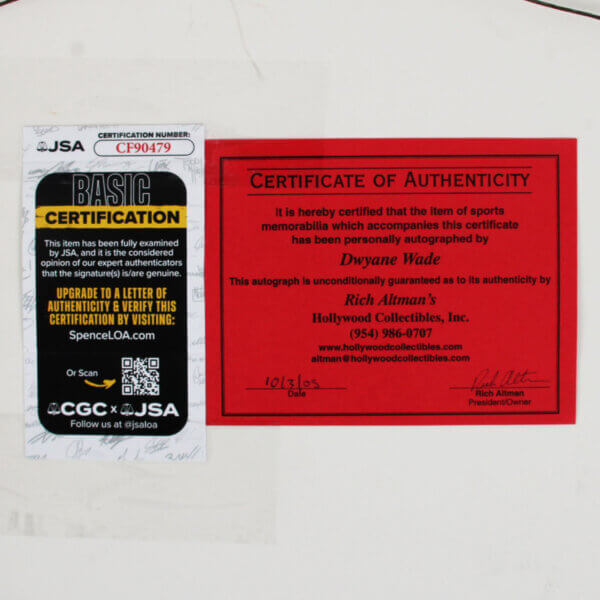 JSA
CERTIFICATION NUMBER:
CF90479
BASIC
CERTIFICATION
This item has been fully examined
by JSA, and it is the considered
opinion of our expert authenticators
that the signature(s) is/are genuine.
UPGRADE TO A LETTER OF
AUTHENTICITY & VERIFY THIS
CERTIFICATION BY VISITING:
SpenceLOA.com
Or Scan
CGC x JSA
Follow us at @jsaloa
CERTIFICATE OF AUTHENTICITY
It is hereby certified that the item of sports
memorabilia which accompanies this certificate
has been personally autographed by
Dwyane Wade
This autograph is unconditionally guaranteed as to its authenticity by
Rich Altman's
Hollywood Collectibles, Inc.
(954) 986-0707
www.hollywoodcollectibles.com
altman@hollywoodcollectibles.com
10/3/05
Date
Rich Altman
Rich Altman
President/Owner